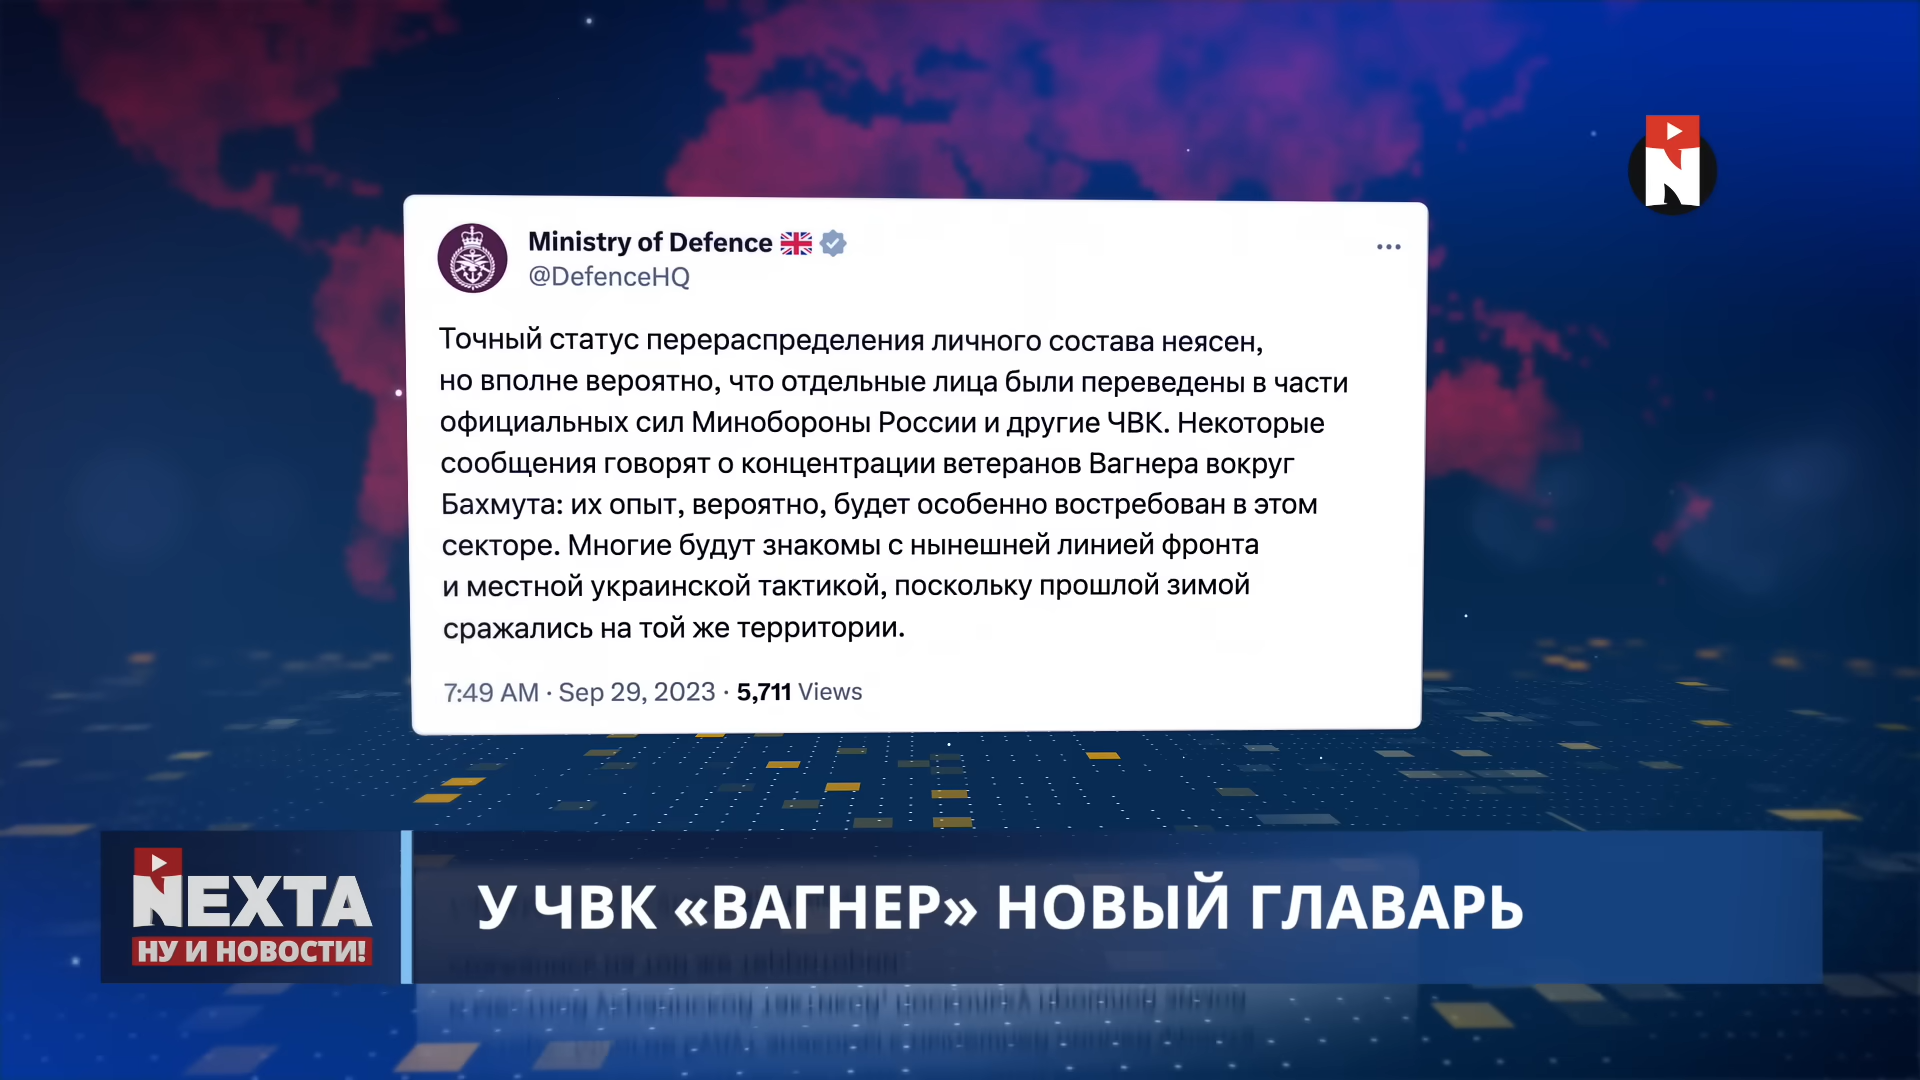 Ministry of Defence
@DefenceHQ
Точный статус перераспределения личного состава неясен,
но вполне вероятно, что отдельные лица были переведены в части
официальных сил Минобороны России и другие ЧВК. Некоторые
сообщения говорят о концентрации ветеранов Вагнера вокруг
Бахмута: их опыт, вероятно, будет особенно востребован в этом
секторе. Многие будут знакомы с нынешней линией фронта
и местной украинской тактикой, поскольку прошлой зимой
сражались на той же территории.
7:49 AM · Sep 29, 2023 · 5,711 Views
N
NEXTA
НУ И НОВОСТИ!
У ЧВК «ВАГНЕР» НОВЫЙ ГЛАВАРЬ